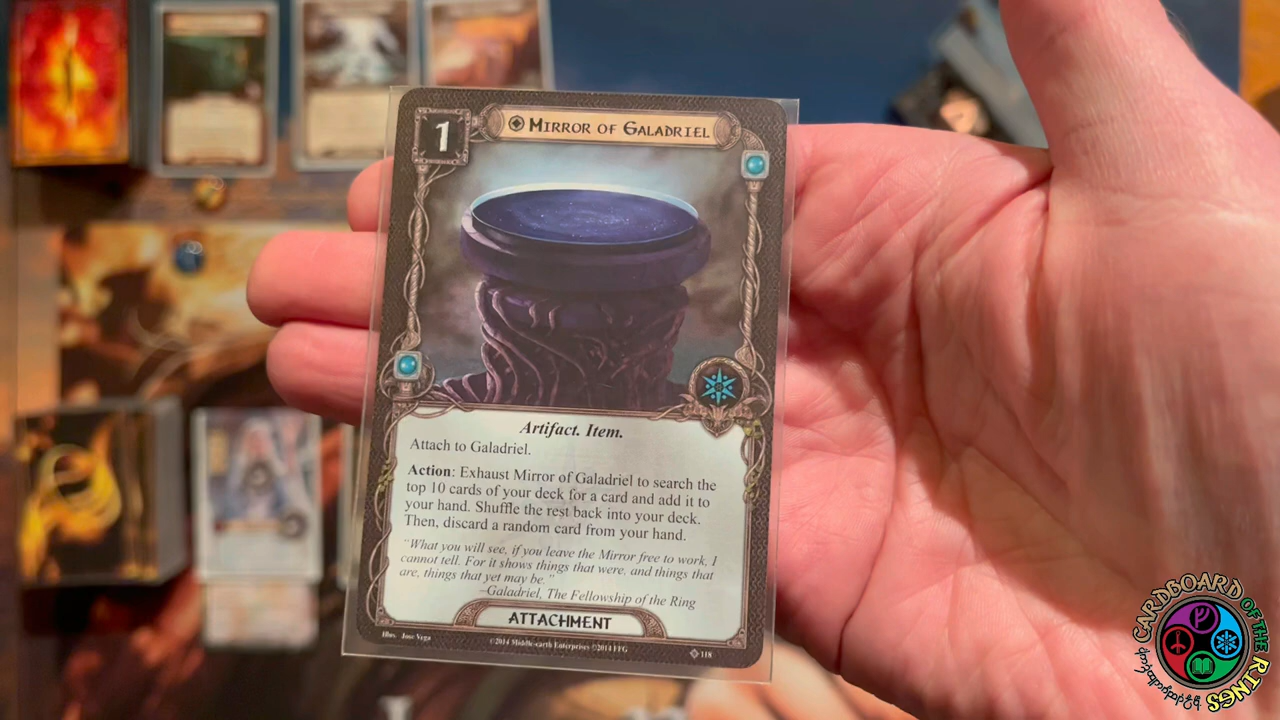 1
MIRROR OF GALADRIEL
Artifact. Item.
Attach to Galadriel.
Action: Exhaust Mirror of Galadriel to search the
top 10 cards of your deck for a card and add it to
your hand. Shuffle the rest back into your deck.
Then, discard a random card from your hand.
"What you will see, if you leave the Mirror free to work, I
cannot tell. For it shows things that were, and things that
are, things that yet may be."
—Galadriel, The Fellowship of the Ring
ATTACHMENT
Illus. Jose Vega
©2014 Middle-earth Enterprises ©2014 FFG
118
CARDBOARD OF THE RINGS